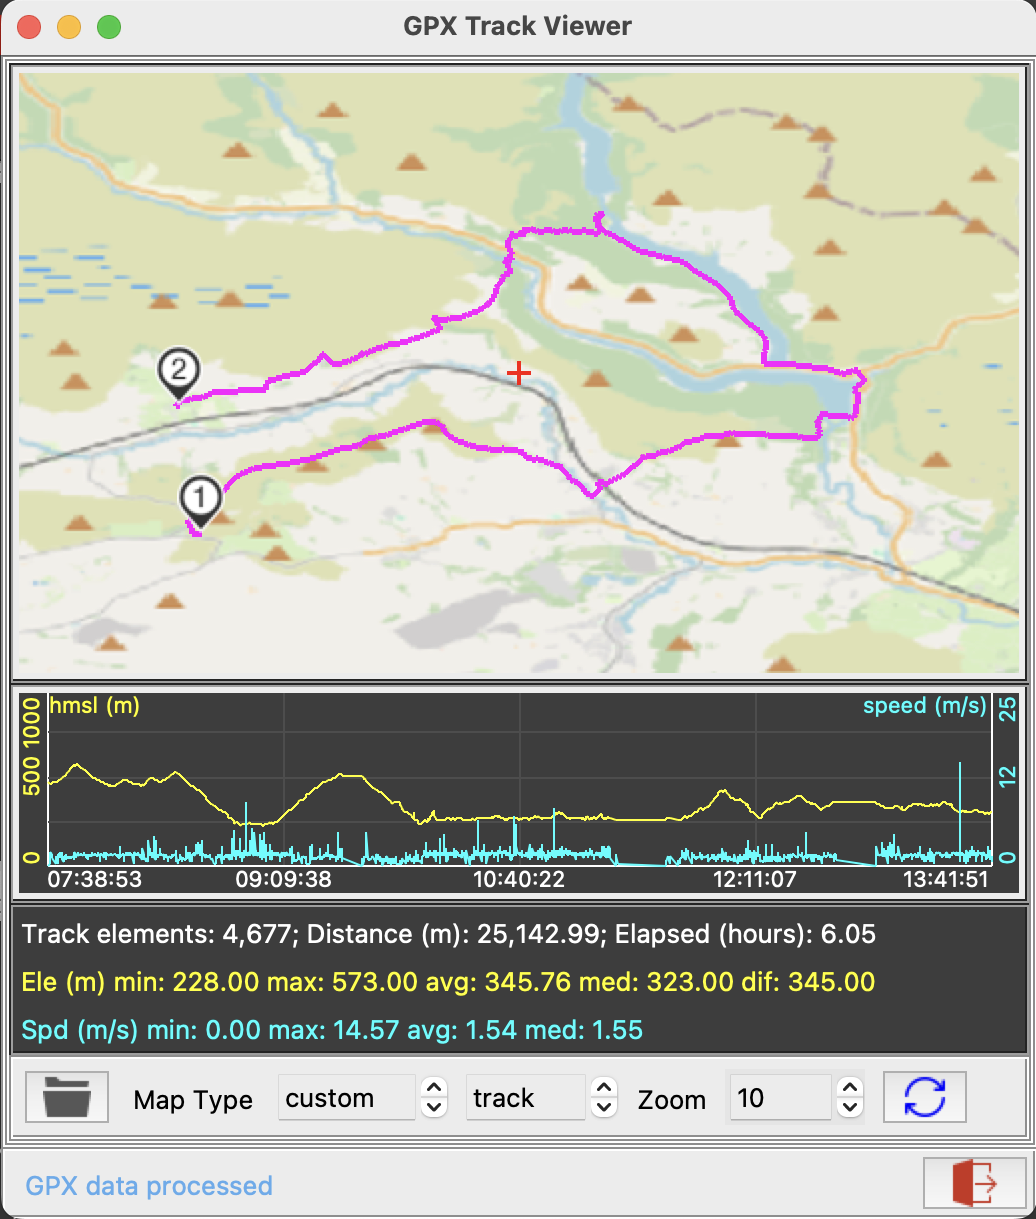 GPX Track Viewer
2
1
hmsl (m)
speed (m/s)
1000
500
0
25
12
0
07:38:53 09:09:38 10:40:22 12:11:07 13:41:51
Track elements: 4,677; Distance (m): 25,142.99; Elapsed (hours): 6.05
Ele (m) min: 228.00 max: 573.00 avg: 345.76 med: 323.00 dif: 345.00
Spd (m/s) min: 0.00 max: 14.57 avg: 1.54 med: 1.55
Map Type custom track Zoom 10
GPX data processed